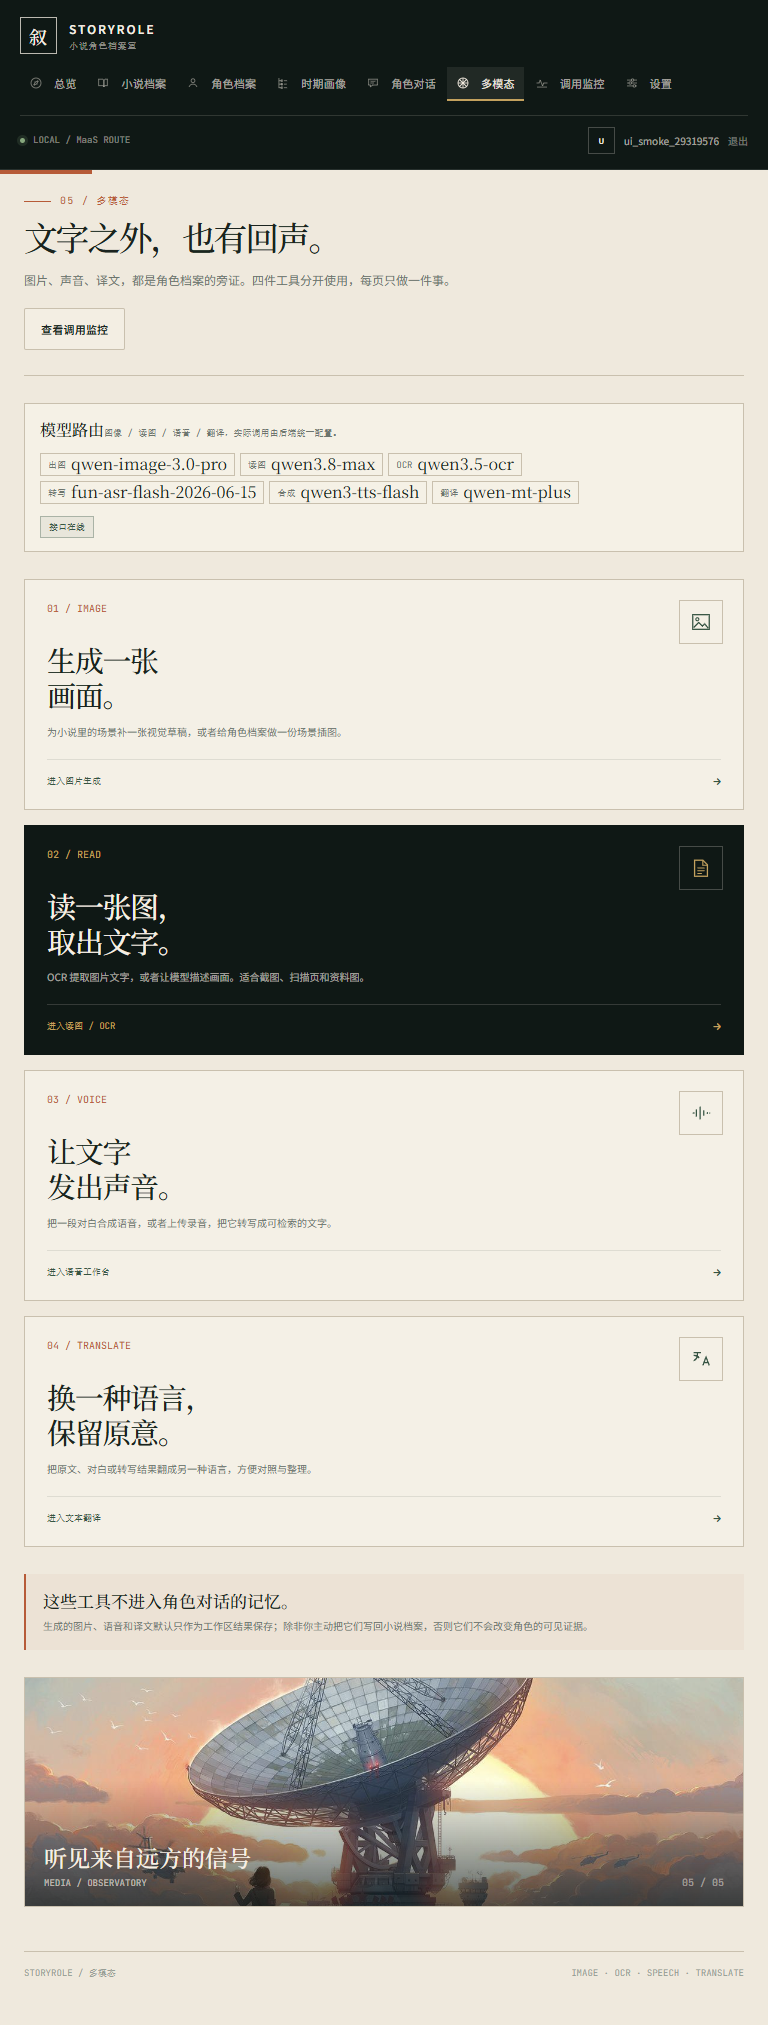 叙
STORYROLE
小说角色档案室
总览 小说档案 角色档案 时期画像 角色对话 多模态 调用监控 设置
LOCAL / MaaS ROUTE
U ui_smoke_29319576 退出
05 / 多模态
文字之外，也有回声。
图片、声音、译文，都是角色档案的旁证。四件工具分开使用，每页只做一件事。
查看调用监控
模型路由 图像 / 读图 / 语音 / 翻译，实际调用由后端统一配置。
出图 qwen-image-3.0-pro 读图 qwen3.8-max OCR qwen3.5-ocr
转写 fun-asr-flash-2026-06-15 合成 qwen3-tts-flash 翻译 qwen-mt-plus
接口在线
01 / IMAGE
生成一张
画面。
为小说里的场景补一张视觉草稿，或者给角色档案做一份场景插图。
进入图片生成 →
02 / READ
读一张图，
取出文字。
OCR 提取图片文字，或者让模型描述画面。适合截图、扫描页和资料图。
进入读图 / OCR →
03 / VOICE
让文字
发出声音。
把一段对白合成语音，或者上传录音，把它转写成可检索的文字。
进入语音工作台 →
04 / TRANSLATE
换一种语言，
保留原意。
把原文、对白或转写结果翻成另一种语言，方便对照与整理。
进入文本翻译 →
这些工具不进入角色对话的记忆。
生成的图片、语音和译文默认只作为工作区结果保存；除非你主动把它们写回小说档案，否则它们不会改变角色的可见证据。
听见来自远方的信号
MEDIA / OBSERVATORY
05 / 05
STORYROLE / 多模态
IMAGE · OCR · SPEECH · TRANSLATE